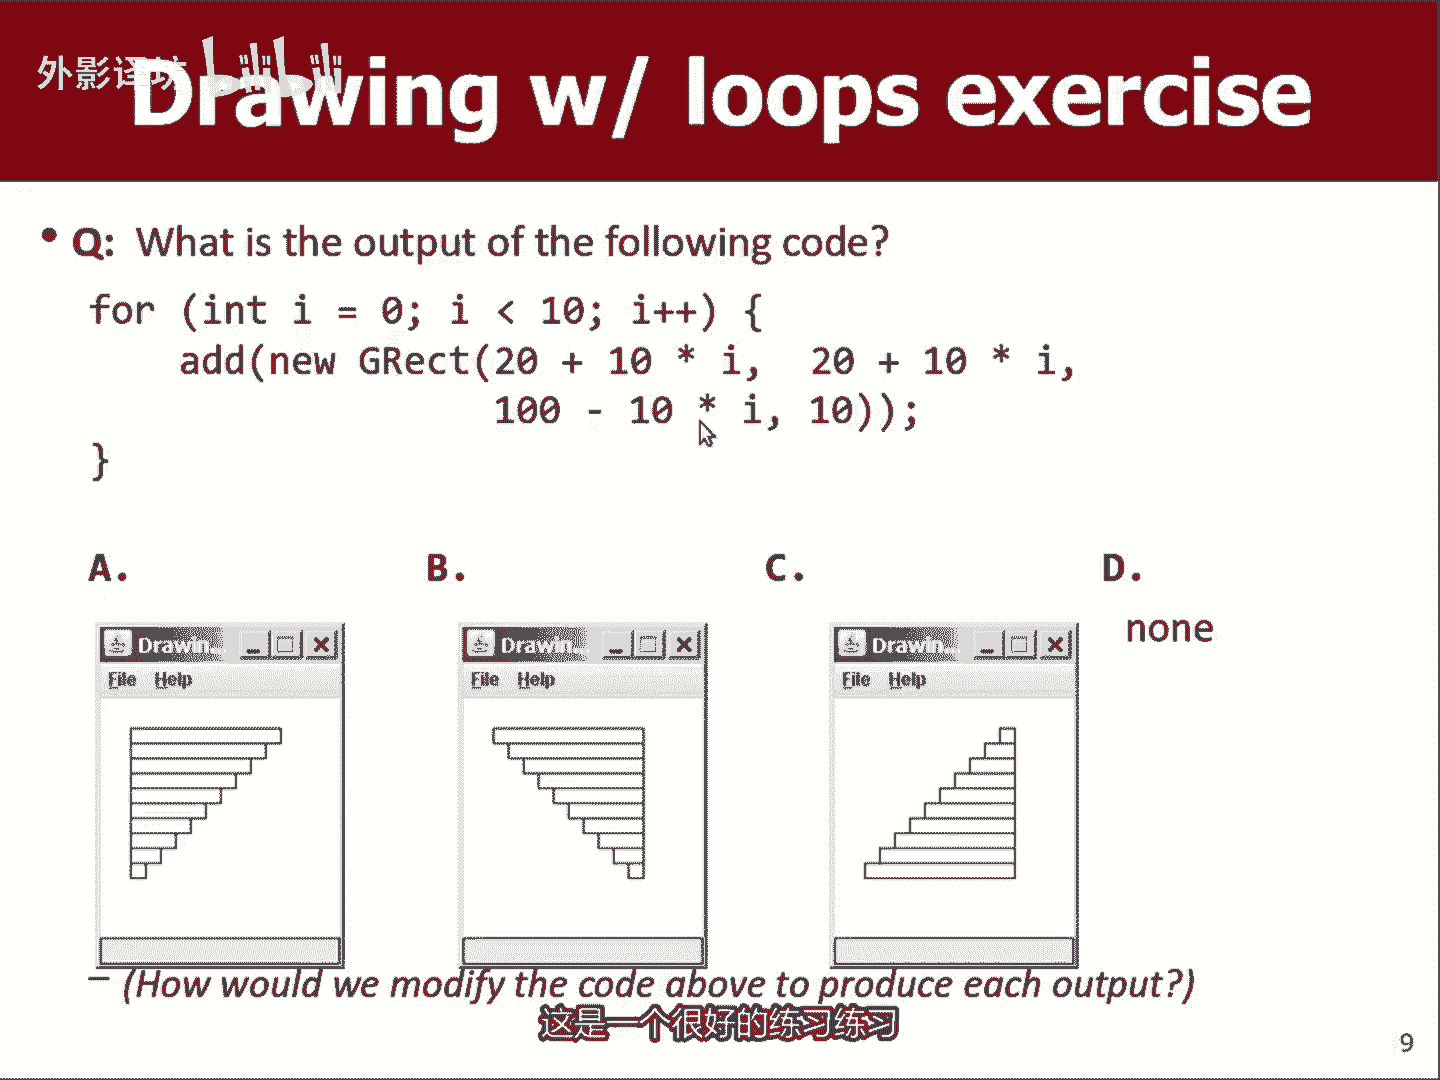 外影译坊 bilibili
Drawing w/ loops exercise
• Q: What is the output of the following code?
for (int i = 0; i < 10; i++) {
    add(new GRect(20 + 10 * i,  20 + 10 * i,
                  100 - 10 * i, 10));
}
A. B. C. D.
none
Drawin... Drawin... Drawin...
File Help File Help File Help
– (How would we modify the code above to produce each output?)
这是一个很好的练习练习
9